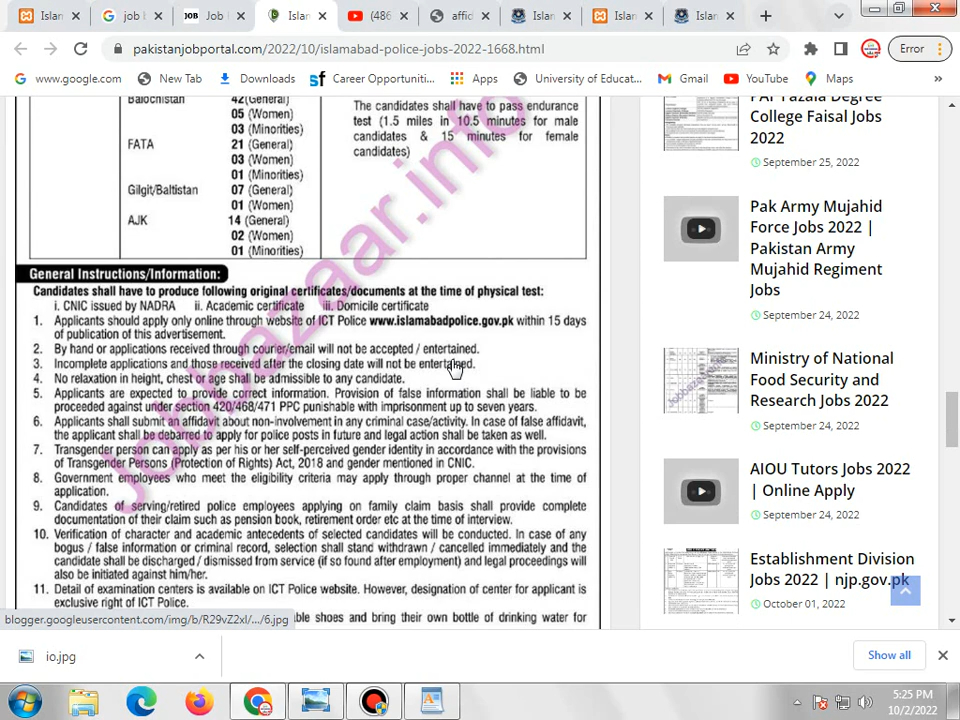 Islan
job b
Job I
Islan
(486
affid
Islan
Islan
Islan
pakistanjobportal.com/2022/10/islamabad-police-jobs-2022-1668.html
Error
www.google.com
New Tab
Downloads
Career Opportuniti...
Apps
University of Educat...
Gmail
YouTube
Maps
»
Balochistan 42(General)
05 (Women)
03 (Minorities)
FATA 21 (General)
03 (Women)
01 (Minorities)
Gilgit/Baltistan 07 (General)
01 (Women)
AJK 14 (General)
02 (Women)
01 (Minorities)
The candidates shall have to pass endurance
test (1.5 miles in 10.5 minutes for male
candidates & 15 minutes for female
candidates)
Jobbazaar.info
General Instructions/Information:
Candidates shall have to produce following original certificates/documents at the time of physical test:
i. CNIC issued by NADRA ii. Academic certificate iii. Domicile certificate
1. Applicants should apply only online through website of ICT Police www.islamabadpolice.gov.pk within 15 days
of publication of this advertisement.
2. By hand or applications received through courier/email will not be accepted / entertained.
3. Incomplete applications and those received after the closing date will not be entertained.
4. No relaxation in height, chest or age shall be admissible to any candidate.
5. Applicants are expected to provide correct information. Provision of false information shall be liable to
proceeded against under section 420/468/471 PPC punishable with imprisonment up to seven years.
6. Applicants shall submit an affidavit about non-involvement in any criminal case/activity. In case of false affidavit,
the applicant shall be debarred to apply for police posts in future and legal action shall be taken as well.
7. Transgender person can apply as per his or her self-perceived gender identity in accordance with the provisions
of Transgender Persons (Protection of Rights) Act, 2018 and gender mentioned in CNIC.
8. Government employees who meet the eligibility criteria may apply through proper channel at the time of
application.
9. Candidates of serving/retired police employees applying on family claim basis shall provide complete
documentation of their claim such as pension book, retirement order etc at the time of interview.
10. Verification of character and academic antecedents of selected candidates will be conducted. In case of any
bogus / false information or criminal record, selection shall stand withdrawn / cancelled immediately and the
candidate shall be discharged / dismissed from service (if so found after employment) and legal proceedings will
also be initiated against him/her.
11. Detail of examination centers is available on ICT Police website. However, designation of center for applicant is
exclusive right of ICT Police.
ble shoes and bring their own bottle of drinking water for
blogger.googleusercontent.com/img/b/R29vZ2xl/.../6.jpg
PAF Fazaia Degree
College Faisal Jobs
2022
September 25, 2022
Pak Army Mujahid
Force Jobs 2022 |
Pakistan Army
Mujahid Regiment
Jobs
September 24, 2022
Ministry of National
Food Security and
Research Jobs 2022
September 24, 2022
AIOU Tutors Jobs 2022
| Online Apply
September 24, 2022
Establishment Division
Jobs 2022 | njp.gov.pk
October 01, 2022
io.jpg
Show all
5:25 PM
10/2/2022